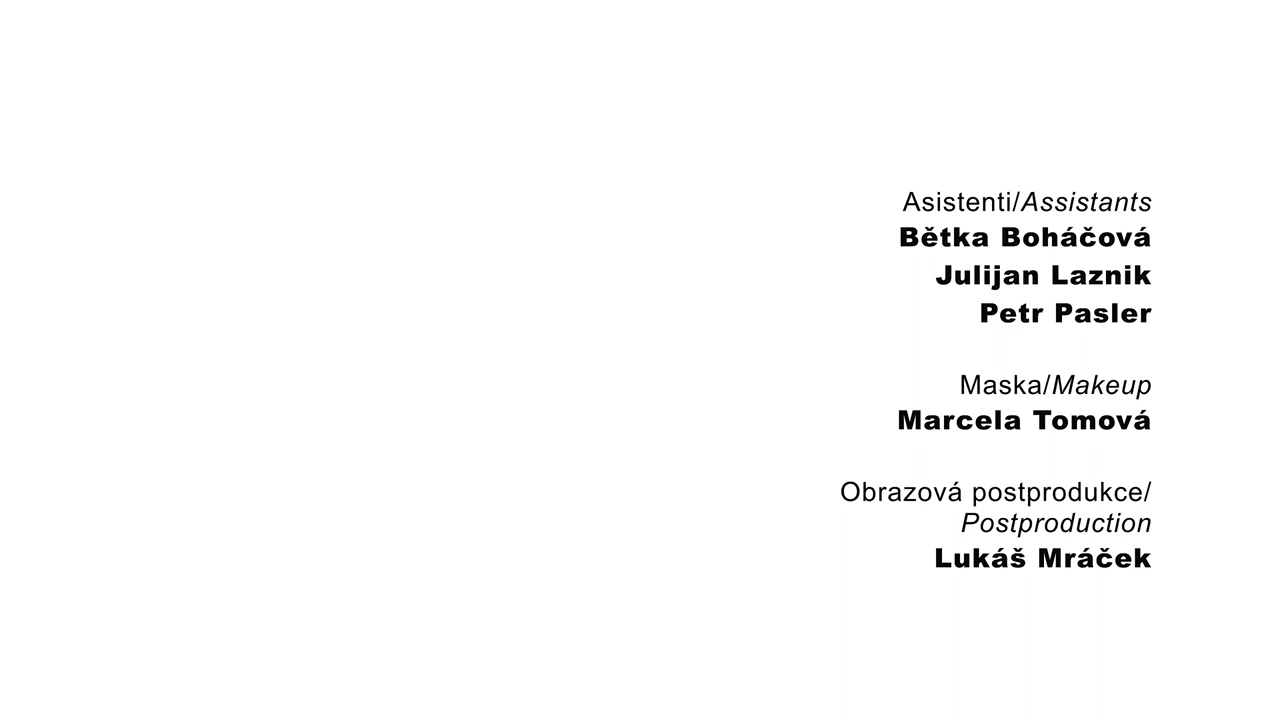 Asistenti/Assistants
Bětka Boháčová
Julijan Laznik
Petr Pasler
Maska/Makeup
Marcela Tomová
Obrazová postprodukce/
Postproduction
Lukáš Mráček